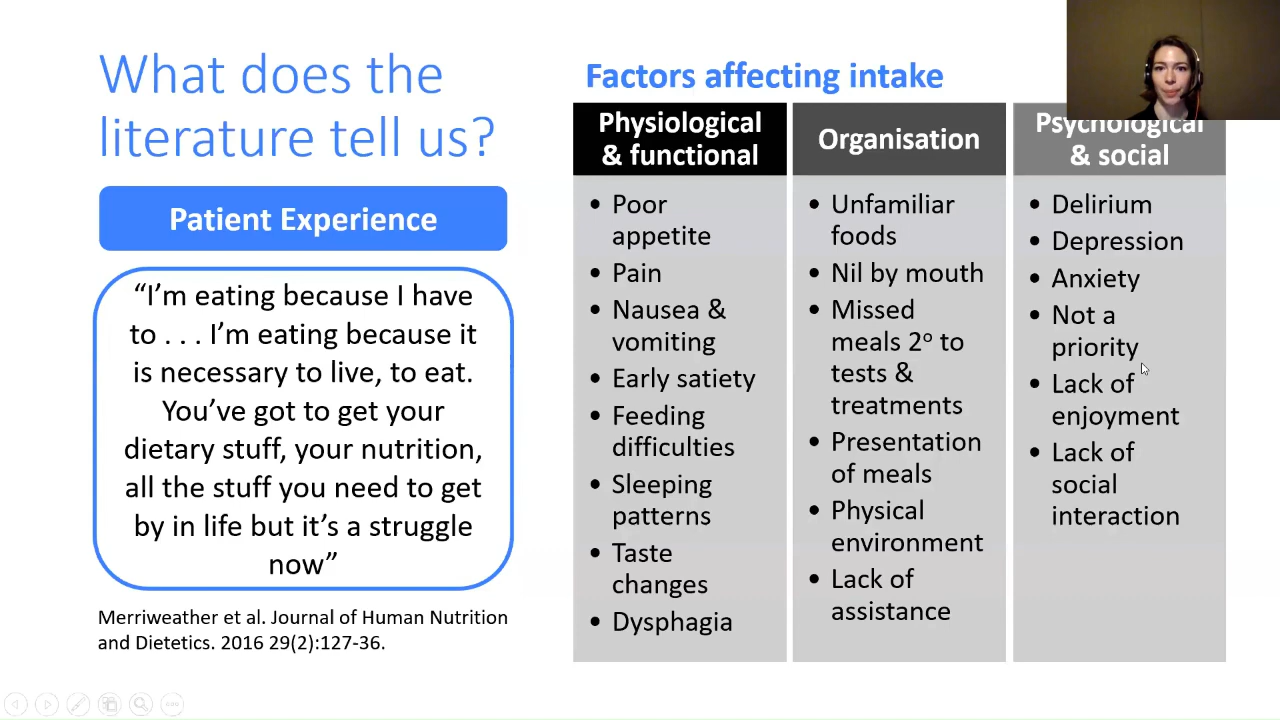 What does the
literature tell us?
Patient Experience
“I’m eating because I have
to . . . I’m eating because it
is necessary to live, to eat.
You’ve got to get your
dietary stuff, your nutrition,
all the stuff you need to get
by in life but it’s a struggle
now”
Merriweather et al. Journal of Human Nutrition
and Dietetics. 2016 29(2):127-36.
Factors affecting intake
Physiological
& functional
• Poor
appetite
• Pain
• Nausea &
vomiting
• Early satiety
• Feeding
difficulties
• Sleeping
patterns
• Taste
changes
• Dysphagia
Organisation
• Unfamiliar
foods
• Nil by mouth
• Missed
meals 2º to
tests &
treatments
• Presentation
of meals
• Physical
environment
• Lack of
assistance
Psychological
& social
• Delirium
• Depression
• Anxiety
• Not a
priority
• Lack of
enjoyment
• Lack of
social
interaction